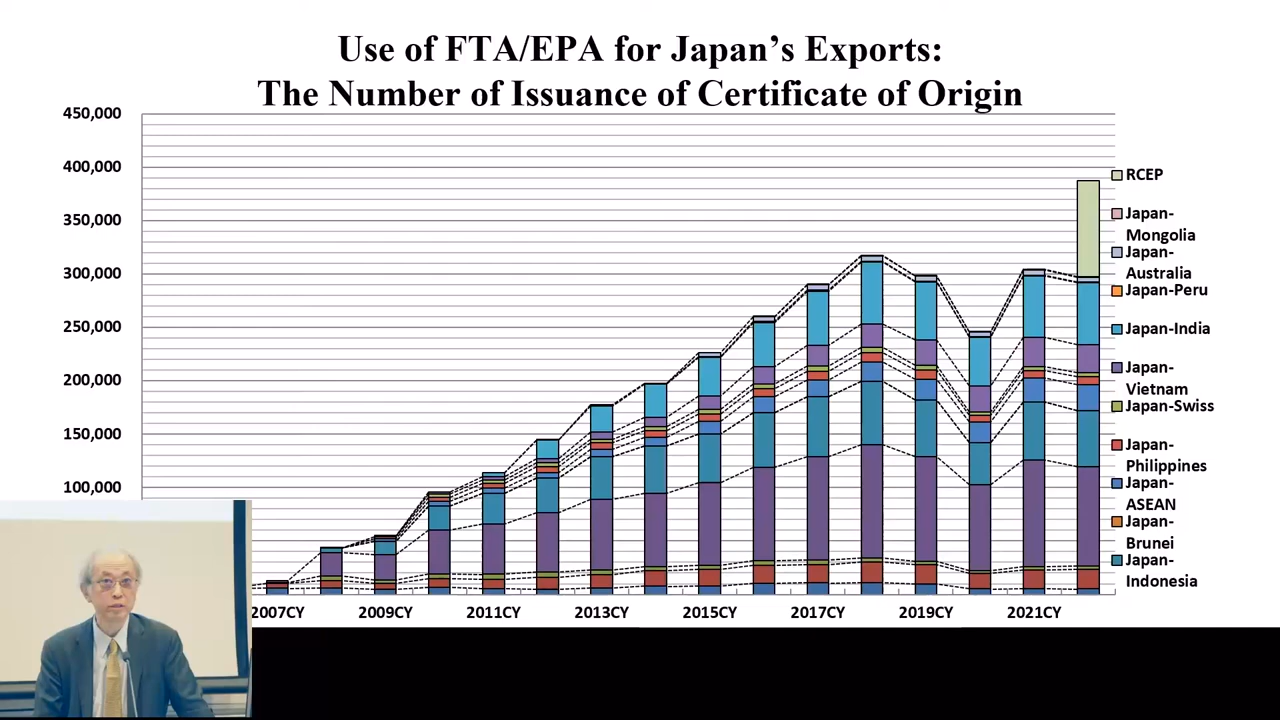 Use of FTA/EPA for Japan's Exports:
The Number of Issuance of Certificate of Origin
450,000
400,000
350,000
300,000
250,000
200,000
150,000
100,000
2007CY
2009CY
2011CY
2013CY
2015CY
2017CY
2019CY
2021CY
RCEP
Japan-
Mongolia
Japan-
Australia
Japan-Peru
Japan-India
Japan-
Vietnam
Japan-Swiss
Japan-
Philippines
Japan-
ASEAN
Japan-
Brunei
Japan-
Indonesia